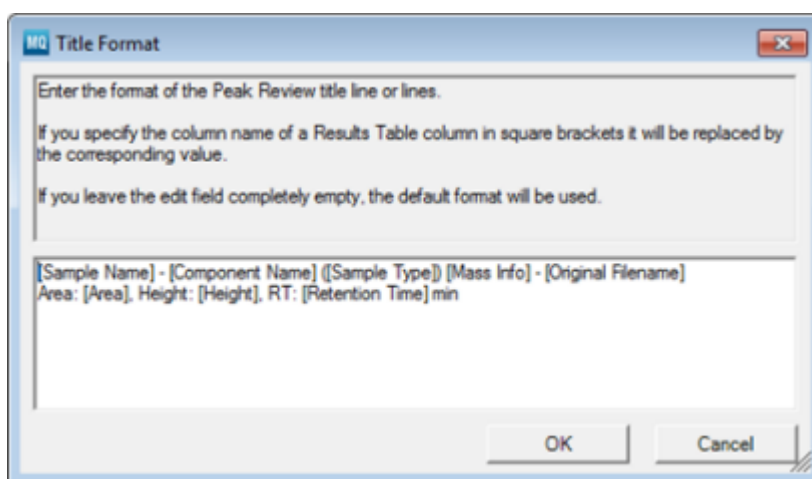 MQ Title Format
Enter the format of the Peak Review title line or lines.
If you specify the column name of a Results Table column in square brackets it will be replaced by
the corresponding value.
If you leave the edit field completely empty, the default format will be used.
[Sample Name] - [Component Name] ([Sample Type]) [Mass Info] - [Original Filename]
Area: [Area], Height: [Height], RT: [Retention Time] min
OK Cancel